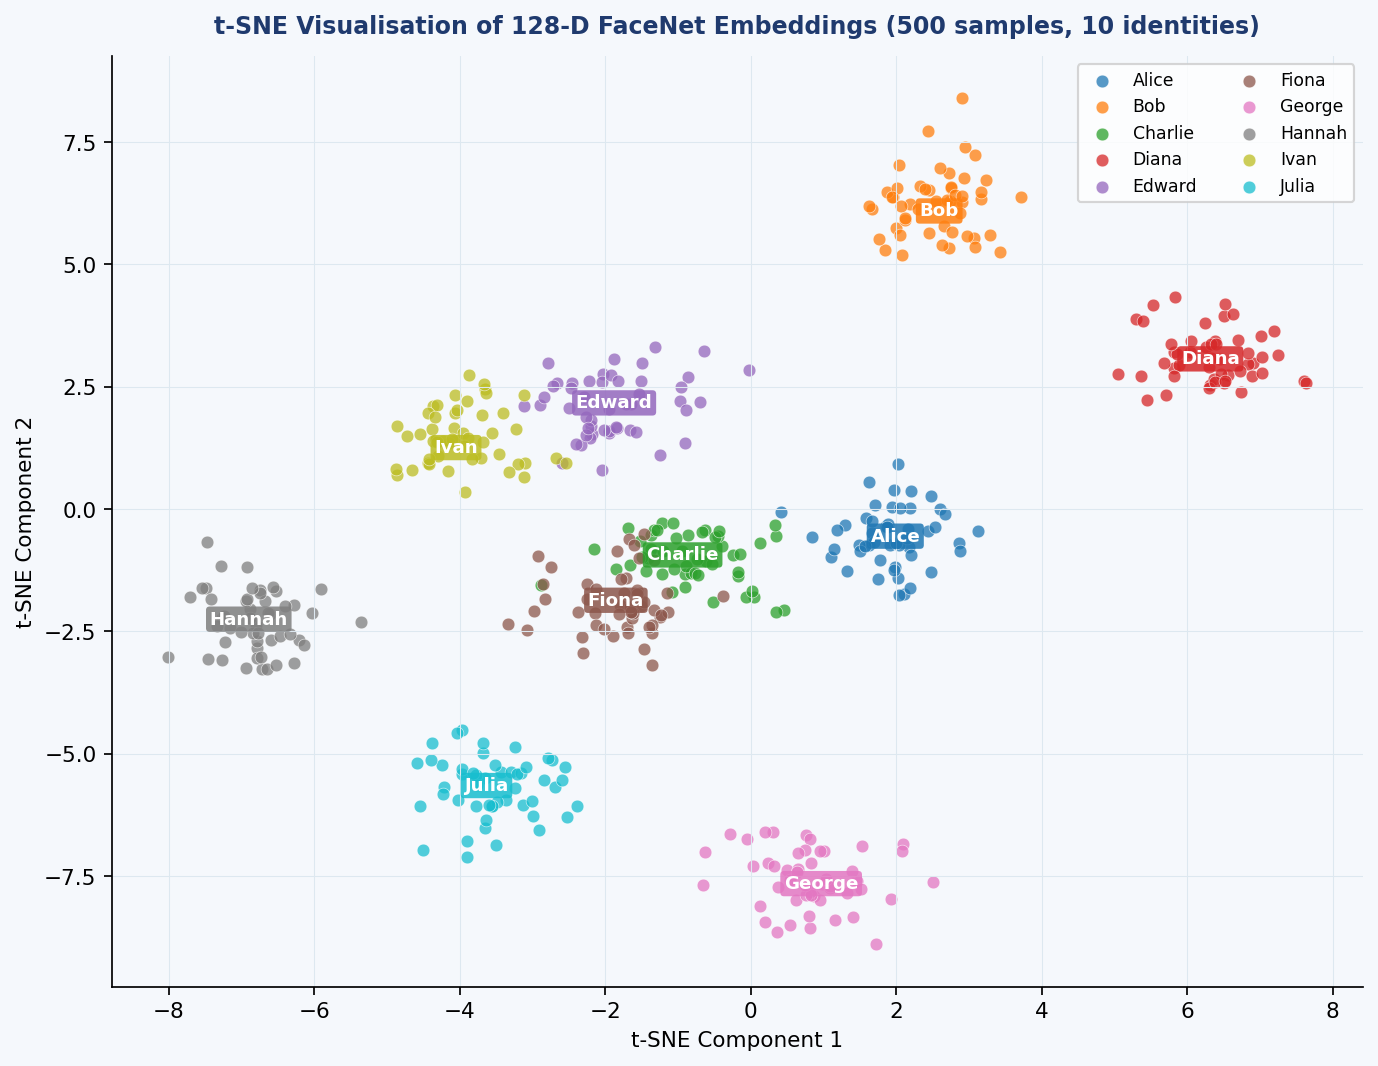 t-SNE Visualisation of 128-D FaceNet Embeddings (500 samples, 10 identities)
Alice
Bob
Charlie
Diana
Edward
Fiona
George
Hannah
Ivan
Julia
7.5
5.0
2.5
0.0
−2.5
−5.0
−7.5
t-SNE Component 2
Bob
Diana
Edward
Ivan
Alice
Charlie
Fiona
Hannah
Julia
George
−8 −6 −4 −2 0 2 4 6 8
t-SNE Component 1